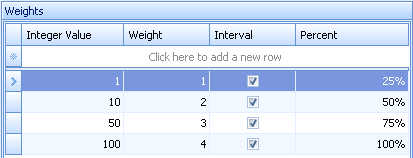 Weights
Integer Value Weight Interval Percent
Click here to add a new row
1 1 25%
10 2 50%
50 3 75%
100 4 100%